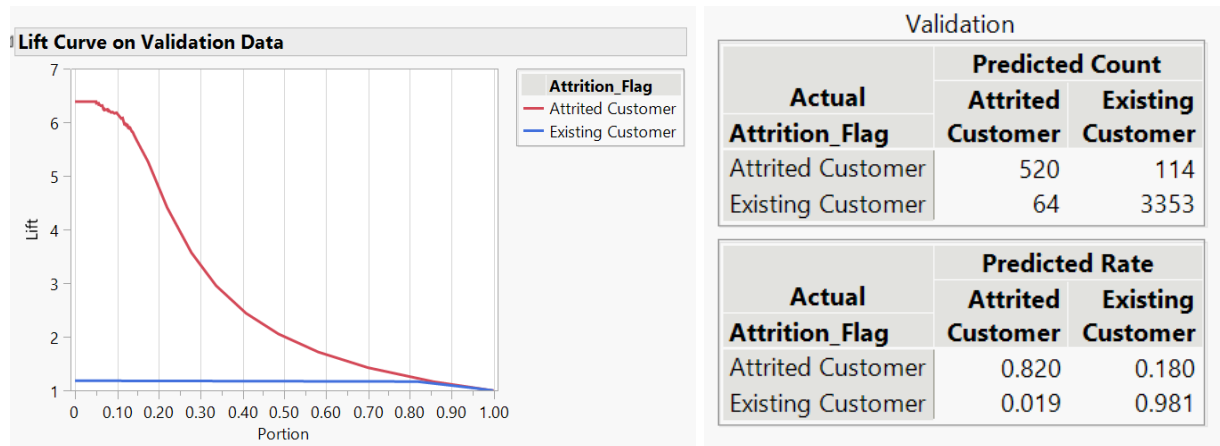 Lift Curve on Validation Data
7
6
5
4
3
2
1
Lift
0 0.10 0.20 0.30 0.40 0.50 0.60 0.70 0.80 0.90 1.00
Portion
Attrition_Flag
Attrited Customer
Existing Customer
Validation
Predicted Count
Actual Attrited Existing
Attrition_Flag Customer Customer
Attrited Customer 520 114
Existing Customer 64 3353
Predicted Rate
Actual Attrited Existing
Attrition_Flag Customer Customer
Attrited Customer 0.820 0.180
Existing Customer 0.019 0.981